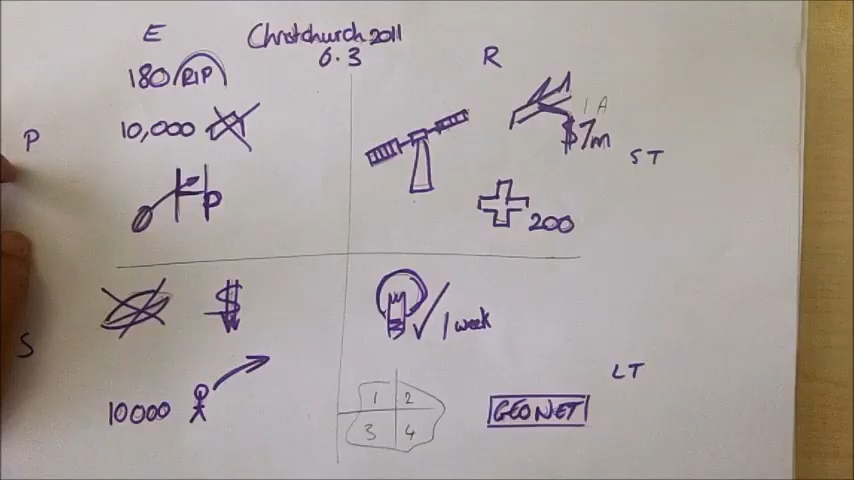 E
Christchurch 2011
6.3
R
180 RIP
10,000
P
1 A
$7m
ST
P
200
$
S
1 week
10000
LT
1 2
3 4
GEONET